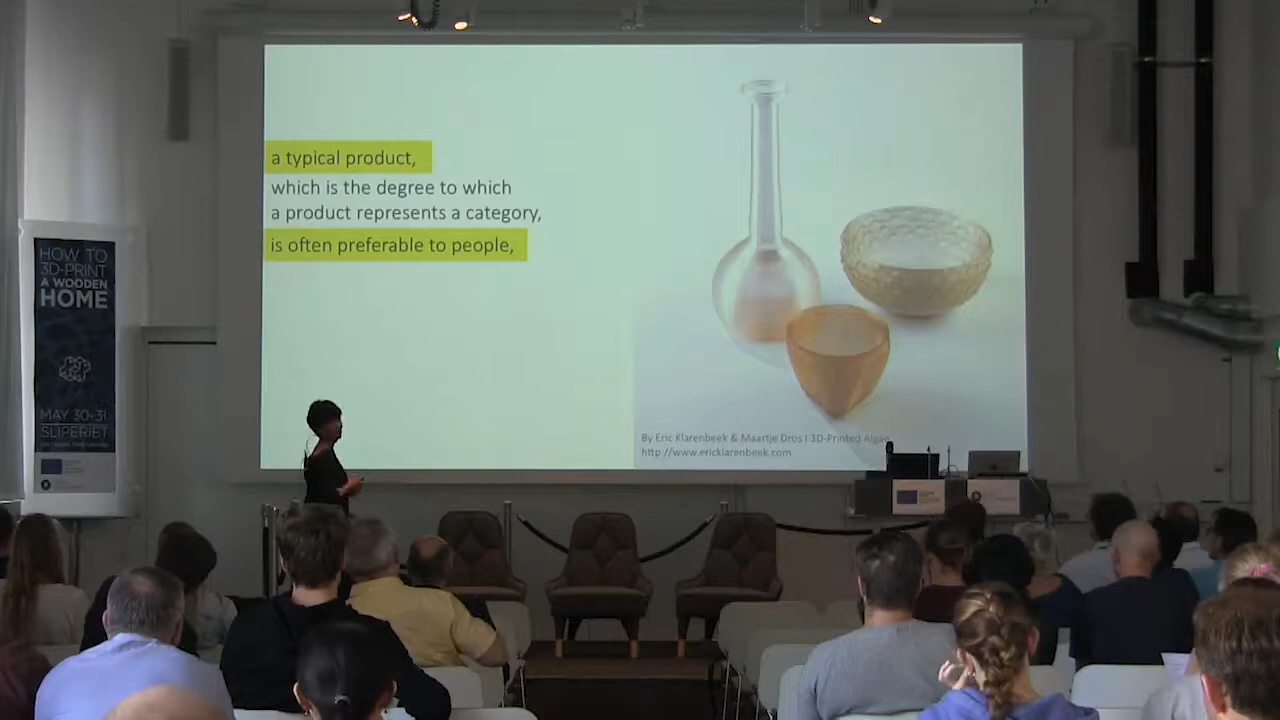 a typical product,
which is the degree to which
a product represents a category,
is often preferable to people,
By Eric Klarenbeek & Maartje Dros I 3D-Printed Algae
http://www.ericklarenbeek.com
HOW TO
3D-PRINT
A WOODEN
HOME
MAY 30-31
SLIPERIET